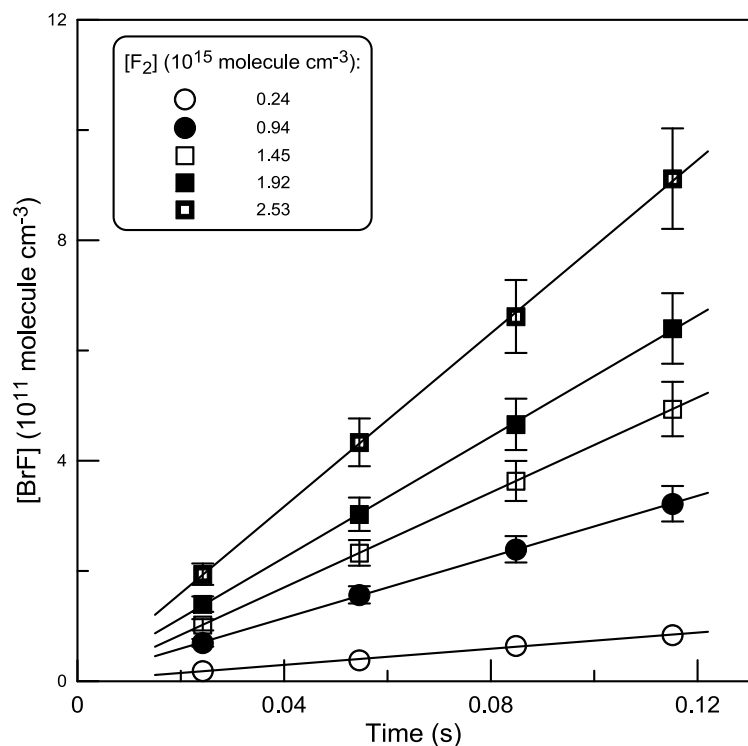 12
[F2] (10^15 molecule cm^-3):
0.24
0.94
1.45
1.92
2.53
8
4
0
[BrF] (10^11 molecule cm^-3)
0 0.04 0.08 0.12
Time (s)